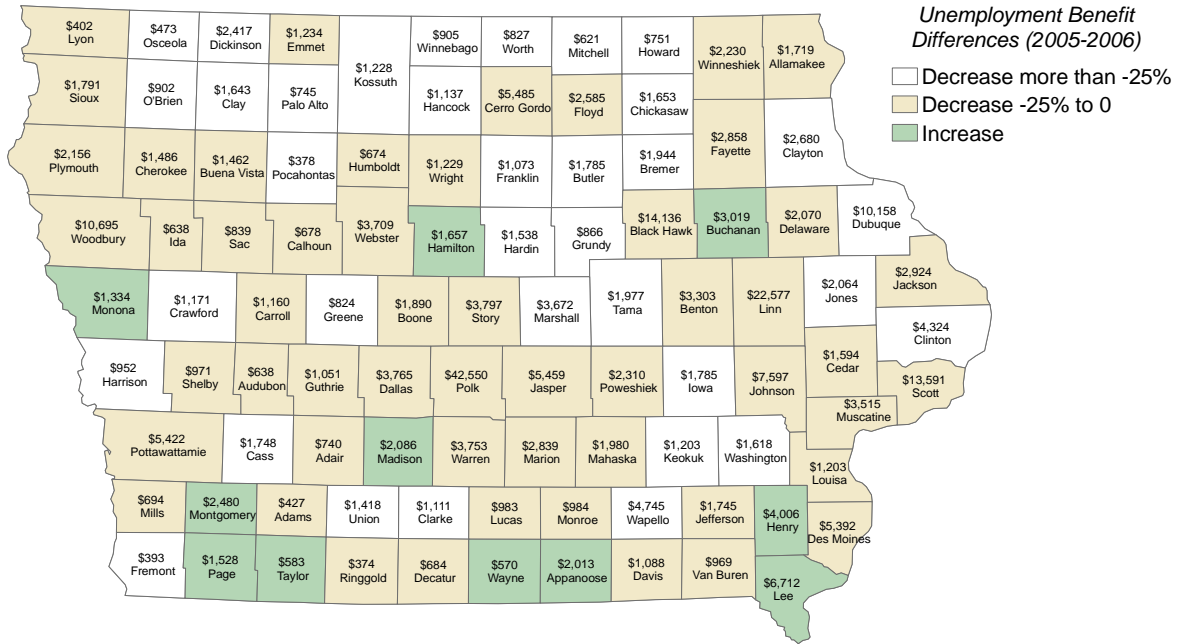 Unemployment Benefit
Differences (2005-2006)
Decrease more than -25%
Decrease -25% to 0
Increase
$402
Lyon
$473
Osceola
$2,417
Dickinson
$1,234
Emmet
$1,228
Kossuth
$905
Winnebago
$827
Worth
$621
Mitchell
$751
Howard
$2,230
Winneshiek
$1,719
Allamakee
$1,791
Sioux
$902
O'Brien
$1,643
Clay
$745
Palo Alto
$1,137
Hancock
$5,485
Cerro Gordo
$2,585
Floyd
$1,653
Chickasaw
$2,156
Plymouth
$1,486
Cherokee
$1,462
Buena Vista
$378
Pocahontas
$674
Humboldt
$1,229
Wright
$1,073
Franklin
$1,785
Butler
$1,944
Bremer
$2,858
Fayette
$2,680
Clayton
$10,695
Woodbury
$638
Ida
$839
Sac
$678
Calhoun
$3,709
Webster
$1,657
Hamilton
$1,538
Hardin
$866
Grundy
$14,136
Black Hawk
$3,019
Buchanan
$2,070
Delaware
$10,158
Dubuque
$1,334
Monona
$1,171
Crawford
$1,160
Carroll
$824
Greene
$1,890
Boone
$3,797
Story
$3,672
Marshall
$1,977
Tama
$3,303
Benton
$22,577
Linn
$2,064
Jones
$2,924
Jackson
$4,324
Clinton
$952
Harrison
$971
Shelby
$638
Audubon
$1,051
Guthrie
$3,765
Dallas
$42,550
Polk
$5,459
Jasper
$2,310
Poweshiek
$1,785
Iowa
$7,597
Johnson
$1,594
Cedar
$13,591
Scott
$3,515
Muscatine
$5,422
Pottawattamie
$1,748
Cass
$740
Adair
$2,086
Madison
$3,753
Warren
$2,839
Marion
$1,980
Mahaska
$1,203
Keokuk
$1,618
Washington
$1,203
Louisa
$694
Mills
$2,480
Montgomery
$427
Adams
$1,418
Union
$1,111
Clarke
$983
Lucas
$984
Monroe
$4,745
Wapello
$1,745
Jefferson
$4,006
Henry
$5,392
Des Moines
$393
Fremont
$1,528
Page
$583
Taylor
$374
Ringgold
$684
Decatur
$570
Wayne
$2,013
Appanoose
$1,088
Davis
$969
Van Buren
$6,712
Lee